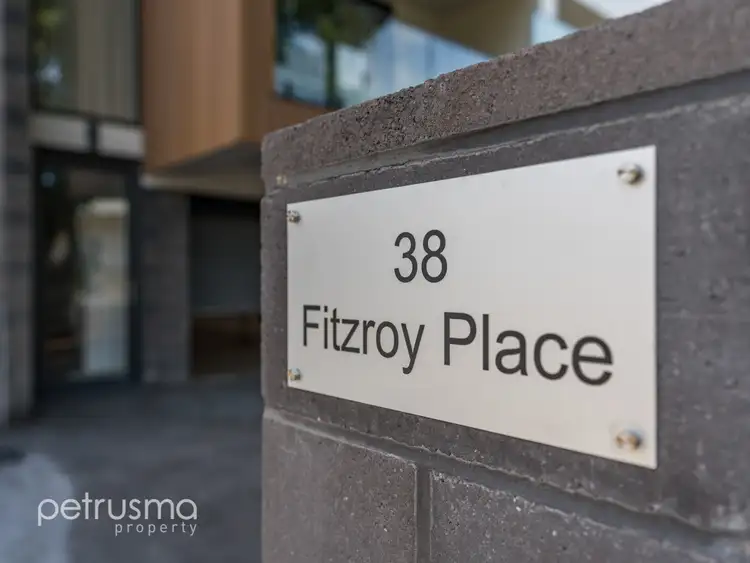 38
Fitzroy Place
petrusma
property